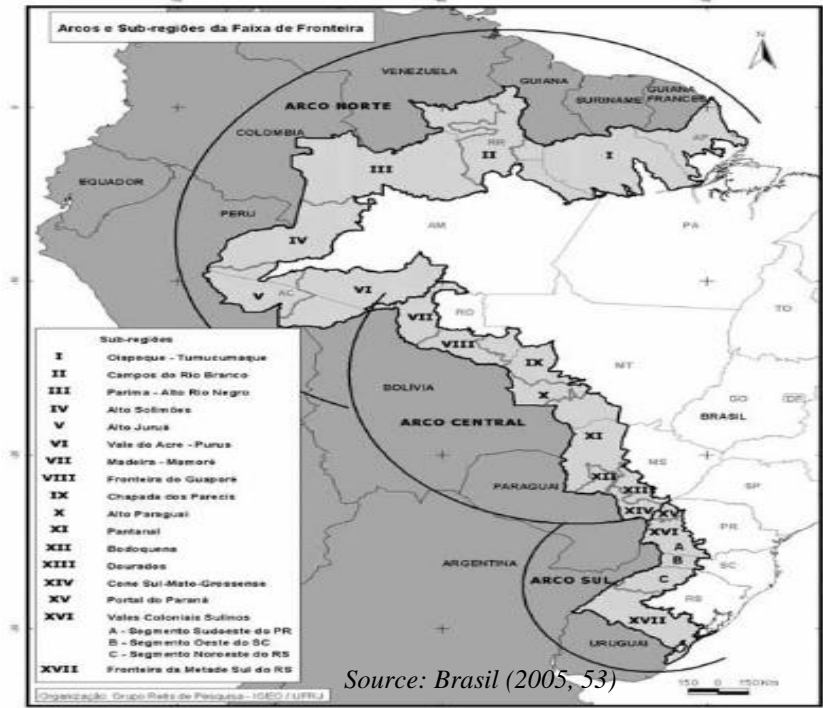 Arcos e Sub-regiões da Faixa de Fronteira
N
VENEZUELA
GUIANA
SURINAME
GUIANA FRANCES
ARCO NORTE
COLOMBIA
RR
AP
III
II
I
EQUADOR
PERU
AM
PA
IV
V
AC
VI
VII
RO
TO
VIII
IX
MT
BOLÍVIA
X
GO
DF
BRASIL
ARCO CENTRAL
XI
MS
PARAGUAI
XII
XIII
SP
XIV
XV
XVI
PR
A
ARGENTINA
B
SC
ARCO SUL
C
RS
XVII
URUGUAI
Sub-regiões
I Oiapoque - Tumucumaque
II Campos do Rio Branco
III Parima - Alto Rio Negro
IV Alto Solimões
V Alto Juruá
VI Vale do Acre - Purus
VII Madeira - Mamoré
VIII Fronteira do Guaporé
IX Chapada dos Parecis
X Alto Paraguai
XI Pantanal
XII Bodoquena
XIII Dourados
XIV Cone Sul-Mato-Grossense
XV Portal do Paraná
XVI Vales Coloniais Sulinos
A - Segmento Sudoeste do PR
B - Segmento Oeste do SC
C - Segmento Noroeste do RS
XVII Fronteira da Metade Sul do RS
Source: Brasil (2005, 53)
Organização: Grupo Retis de Pesquisa - IGEO / UFRJ
150 0 150 Km